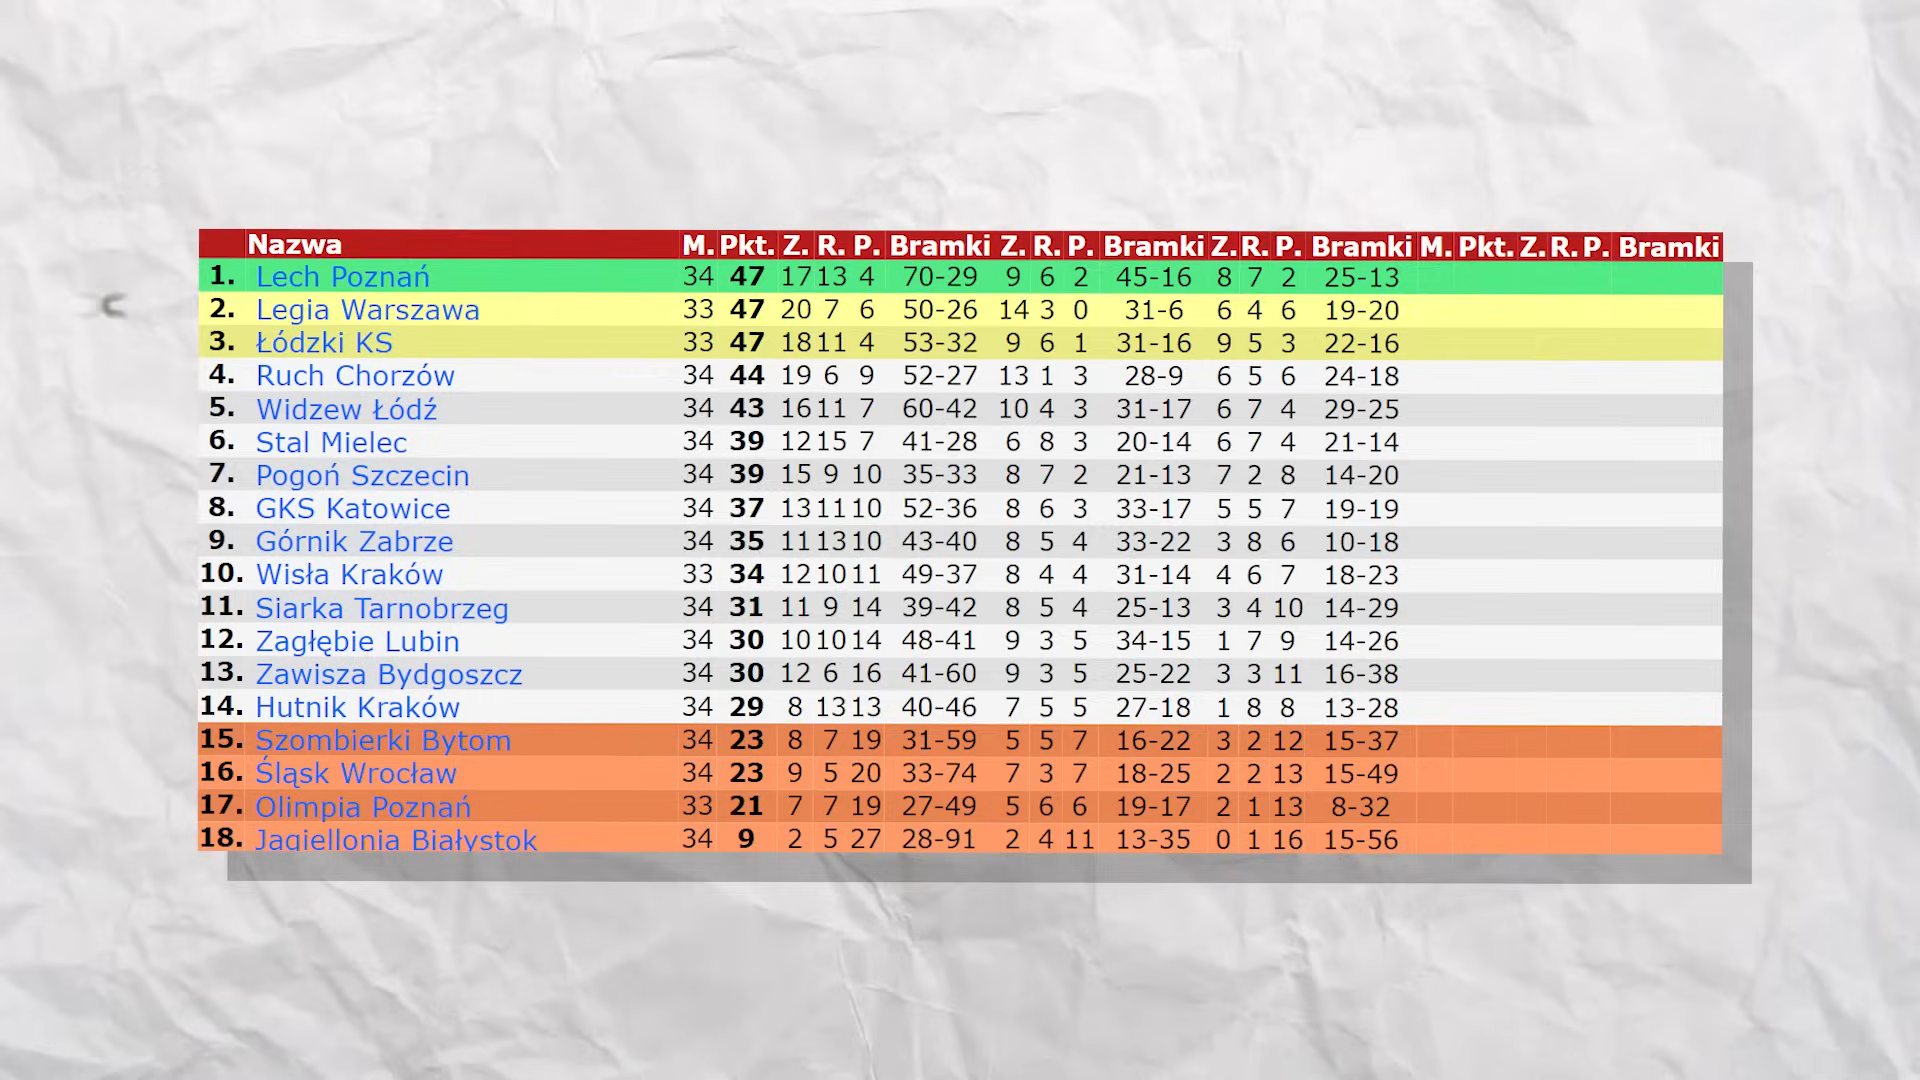 Nazwa M. Pkt. Z. R. P. Bramki Z. R. P. Bramki Z. R. P. Bramki M. Pkt. Z. R. P. Bramki
1. Lech Poznań 34 47 17 13 4 70-29 9 6 2 45-16 8 7 2 25-13
2. Legia Warszawa 33 47 20 7 6 50-26 14 3 0 31-6 6 4 6 19-20
3. Łódzki KS 33 47 18 11 4 53-32 9 6 1 31-16 9 5 3 22-16
4. Ruch Chorzów 34 44 19 6 9 52-27 13 1 3 28-9 6 5 6 24-18
5. Widzew Łódź 34 43 16 11 7 60-42 10 4 3 31-17 6 7 4 29-25
6. Stal Mielec 34 39 12 15 7 41-28 6 8 3 20-14 6 7 4 21-14
7. Pogoń Szczecin 34 39 15 9 10 35-33 8 7 2 21-13 7 2 8 14-20
8. GKS Katowice 34 37 13 11 10 52-36 8 6 3 33-17 5 5 7 19-19
9. Górnik Zabrze 34 35 11 13 10 43-40 8 5 4 33-22 3 8 6 10-18
10. Wisła Kraków 33 34 12 10 11 49-37 8 4 4 31-14 4 6 7 18-23
11. Siarka Tarnobrzeg 34 31 11 9 14 39-42 8 5 4 25-13 3 4 10 14-29
12. Zagłębie Lubin 34 30 10 10 14 48-41 9 3 5 34-15 1 7 9 14-26
13. Zawisza Bydgoszcz 34 30 12 6 16 41-60 9 3 5 25-22 3 3 11 16-38
14. Hutnik Kraków 34 29 8 13 13 40-46 7 5 5 27-18 1 8 8 13-28
15. Szombierki Bytom 34 23 8 7 19 31-59 5 5 7 16-22 3 2 12 15-37
16. Śląsk Wrocław 34 23 9 5 20 33-74 7 3 7 18-25 2 2 13 15-49
17. Olimpia Poznań 33 21 7 7 19 27-49 5 6 6 19-17 2 1 13 8-32
18. Jagiellonia Białystok 34 9 2 5 27 28-91 2 4 11 13-35 0 1 16 15-56